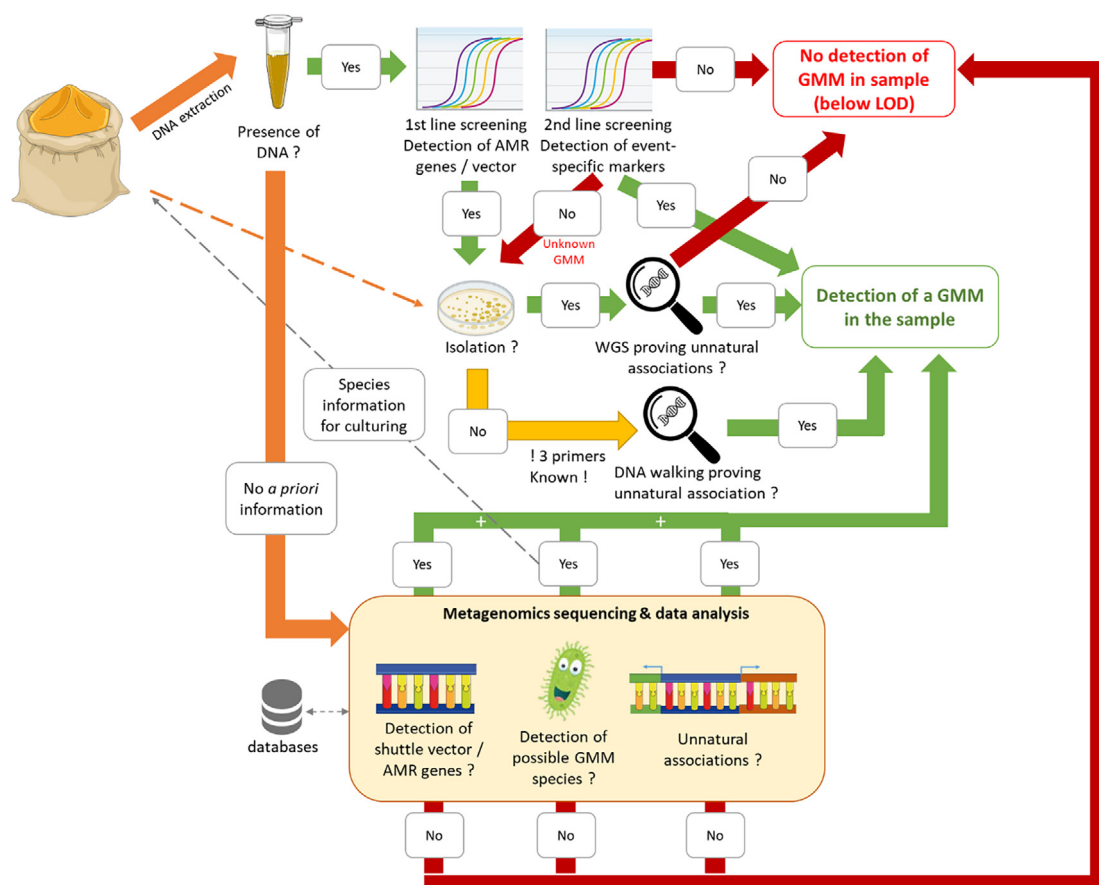 DNA extraction
Presence of
DNA ?
Yes
1st line screening
Detection of AMR
genes / vector
2nd line screening
Detection of event-
specific markers
No
No detection of
GMM in sample
(below LOD)
Yes
No
Unknown
GMM
Yes
No
Isolation ?
Yes
WGS proving unnatural
associations ?
Yes
Detection of a GMM
in the sample
Species
information
for culturing
No
! 3 primers
Known !
DNA walking proving
unnatural association ?
Yes
No a priori
information
+
+
Yes
Yes
Yes
Metagenomics sequencing & data analysis
databases
Detection of
shuttle vector /
AMR genes ?
Detection of
possible GMM
species ?
Unnatural
associations ?
No
No
No